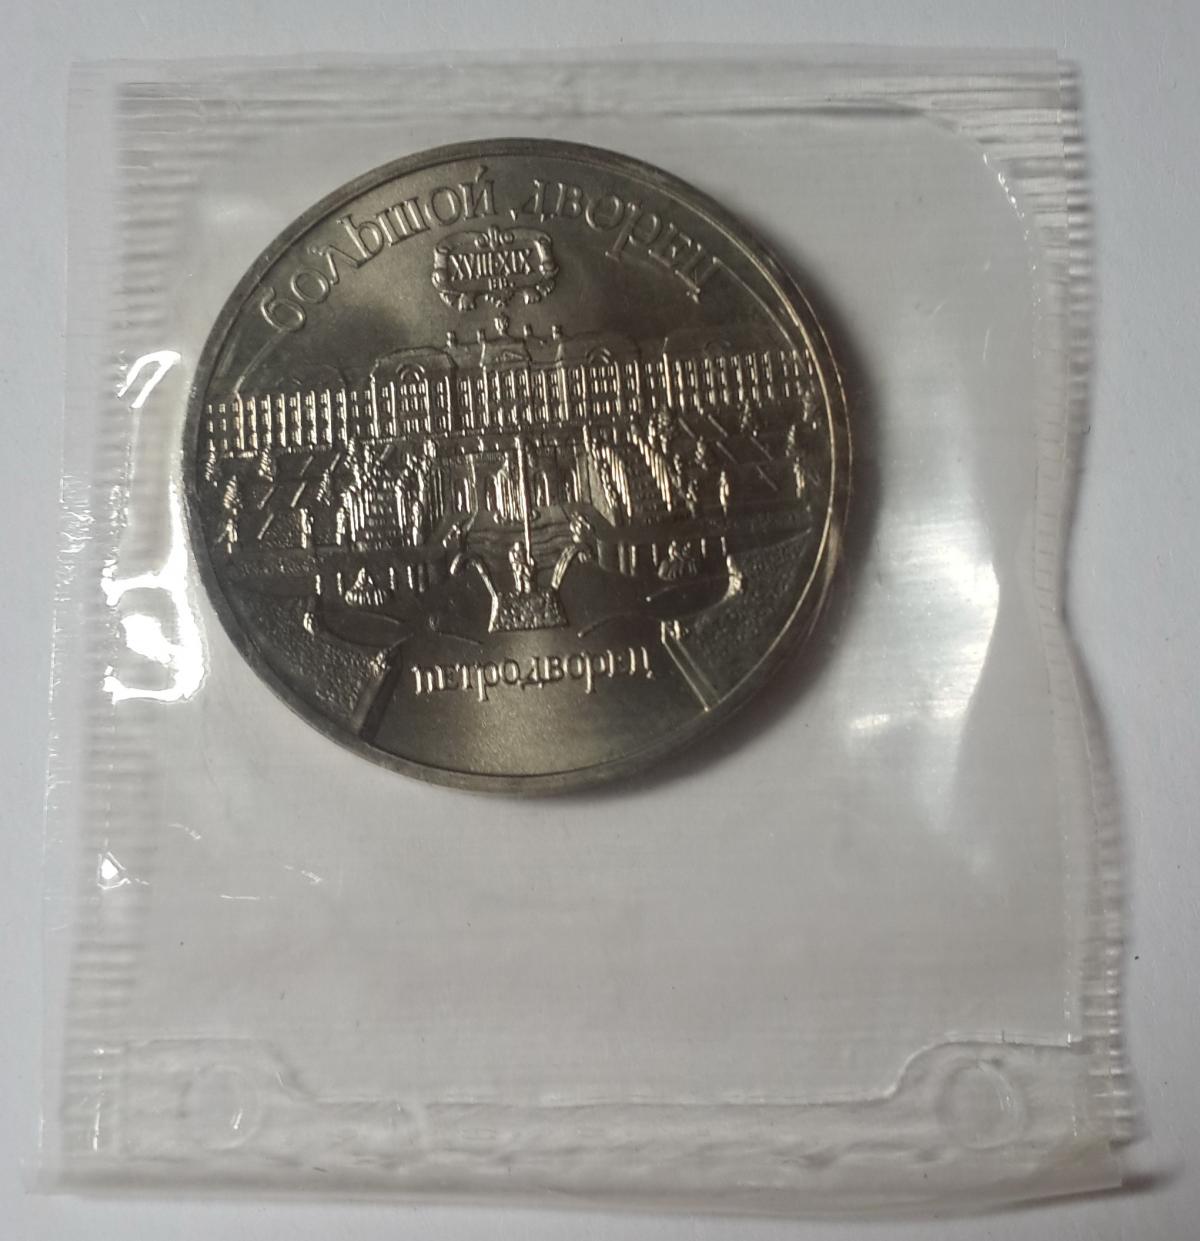 большой дворец
XVIII-XIX
вв.
петродворец